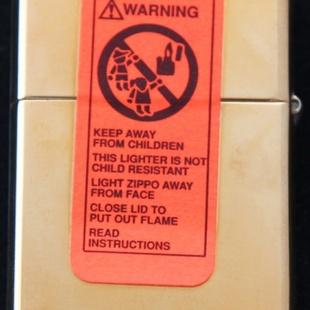 WARNING
KEEP AWAY
FROM CHILDREN
THIS LIGHTER IS NOT
CHILD RESISTANT
LIGHT ZIPPO AWAY
FROM FACE
CLOSE LID TO
PUT OUT FLAME
READ
INSTRUCTIONS